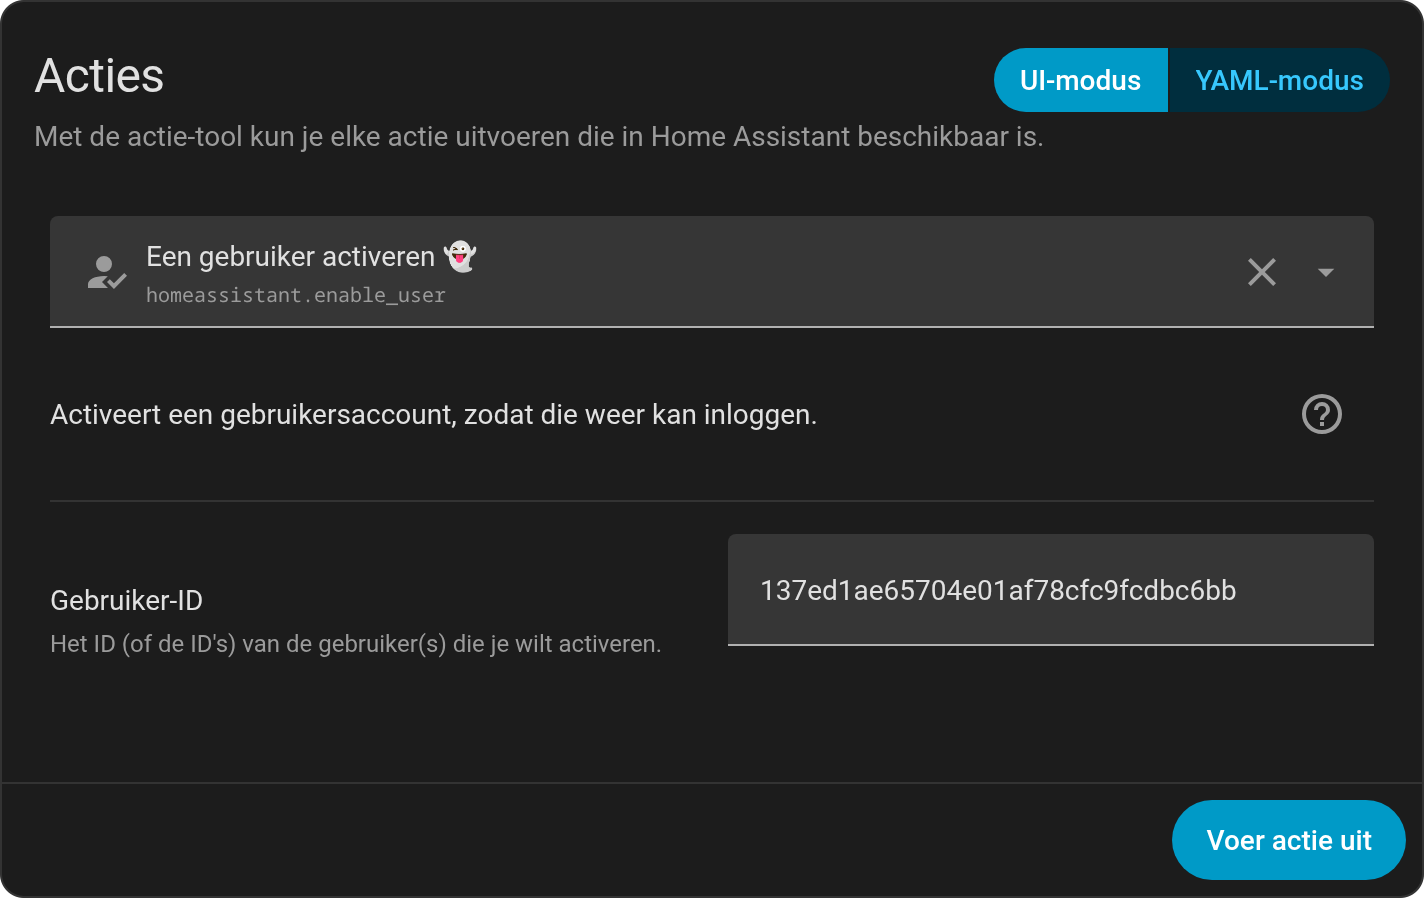 Acties
UI-modus
YAML-modus
Met de actie-tool kun je elke actie uitvoeren die in Home Assistant beschikbaar is.
Een gebruiker activeren 👻
homeassistant.enable_user
Activeert een gebruikersaccount, zodat die weer kan inloggen.
Gebruiker-ID
Het ID (of de ID's) van de gebruiker(s) die je wilt activeren.
137ed1ae65704e01af78cfc9fcdbc6bb
Voer actie uit